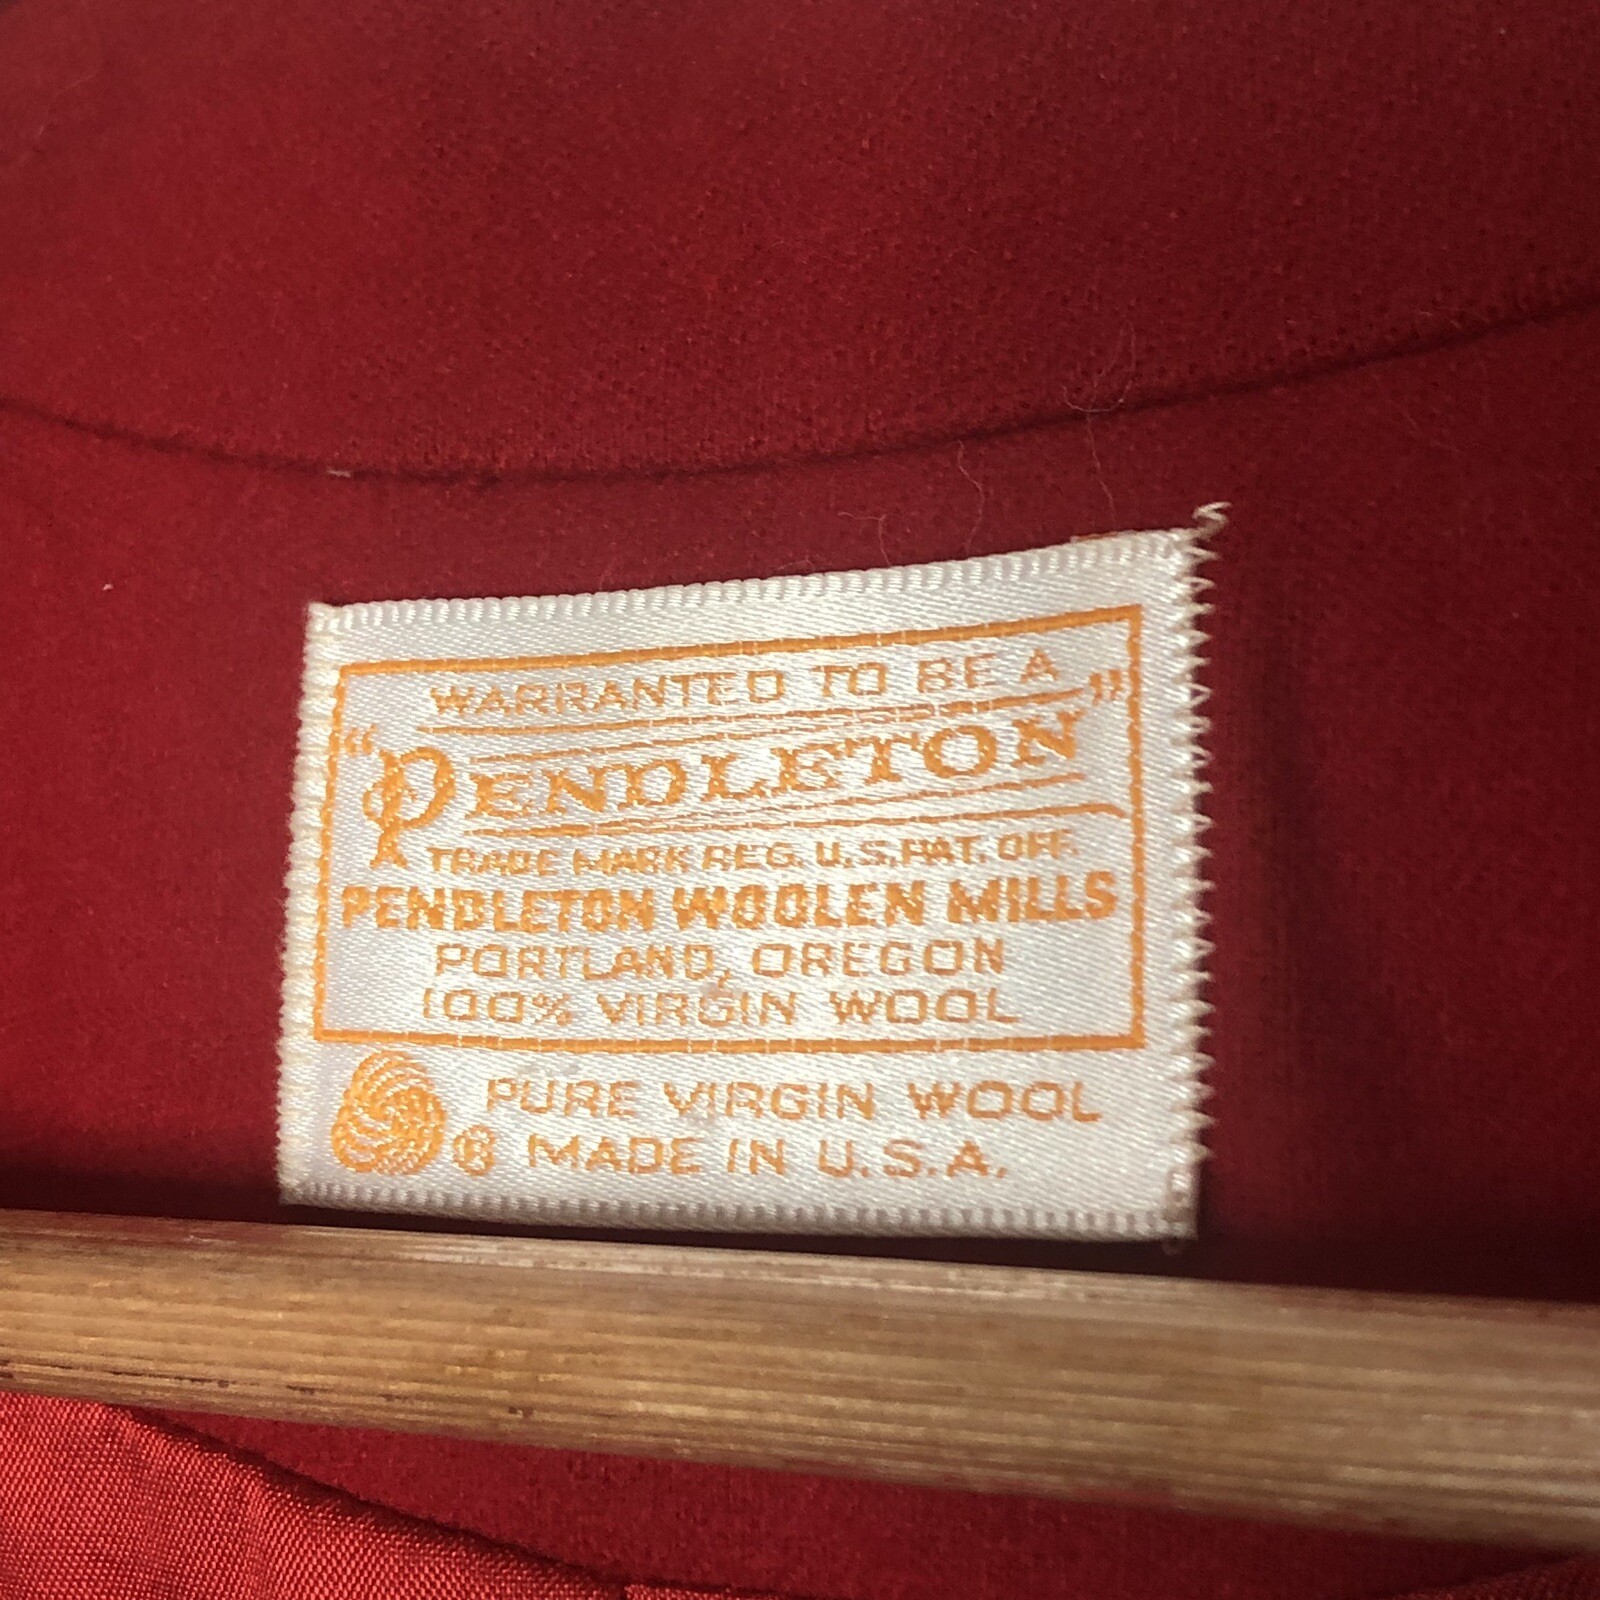 WARRANTED TO BE A
"PENDLETON"
TRADE MARK REG. U.S. PAT. OFF.
PENDLETON WOOLEN MILLS
PORTLAND, OREGON
100% VIRGIN WOOL
PURE VIRGIN WOOL
® MADE IN U.S.A.